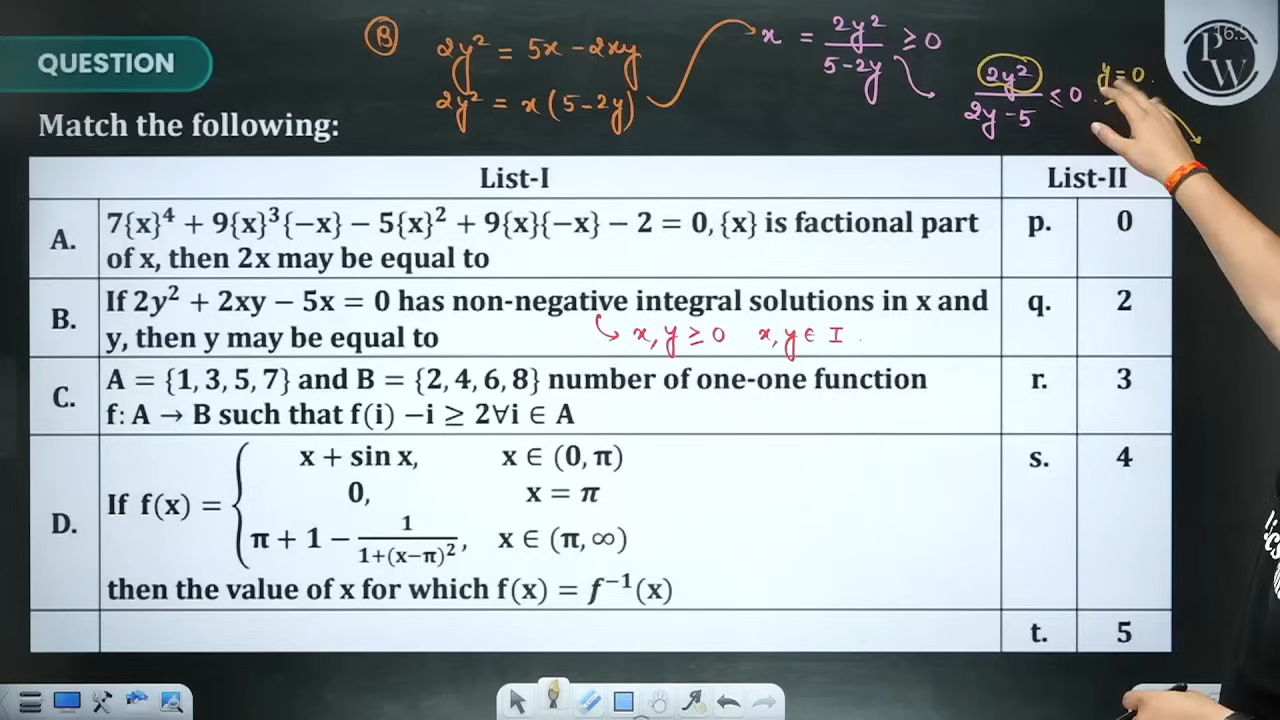 QUESTION
Ⓑ 2y² = 5x - 2xy
2y² = x(5-2y)
x = 2y²/(5-2y) ≥ 0
2y²/(2y-5) ≤ 0.
y = 0.
PW
Match the following:
List-I List-II
A. 7{x}⁴ + 9{x}³{−x} − 5{x}² + 9{x}{−x} − 2 = 0, {x} is factional part p. 0
of x, then 2x may be equal to
B. If 2y² + 2xy − 5x = 0 has non-negative integral solutions in x and q. 2
y, then y may be equal to
x, y ≥ 0 x, y ∈ I.
C. A = {1, 3, 5, 7} and B = {2, 4, 6, 8} number of one-one function r. 3
f: A → B such that f(i) −i ≥ 2∀i ∈ A
D. If f(x) = { x + sin x, x ∈ (0, π) s. 4
0, x = π
π + 1 − 1/(1+(x−π)²), x ∈ (π, ∞)
then the value of x for which f(x) = f⁻¹(x)
t. 5